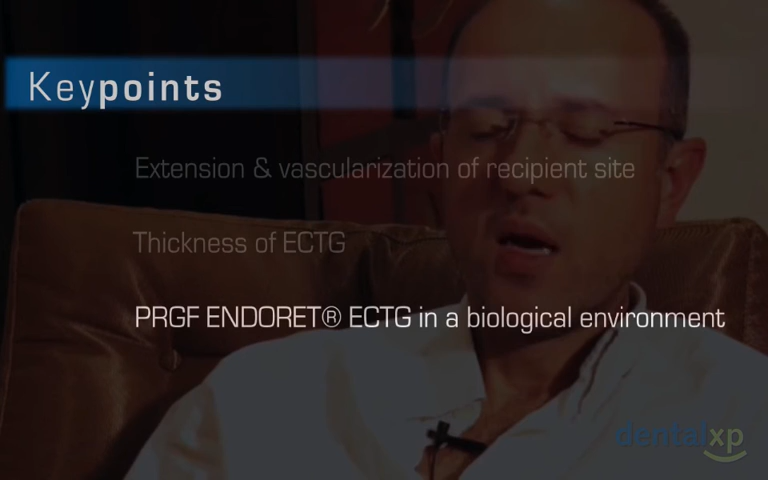 Keypoints
Extension & vascularization of recipient site
Thickness of ECTG
PRGF ENDORET® ECTG in a biological environment
dentalxp